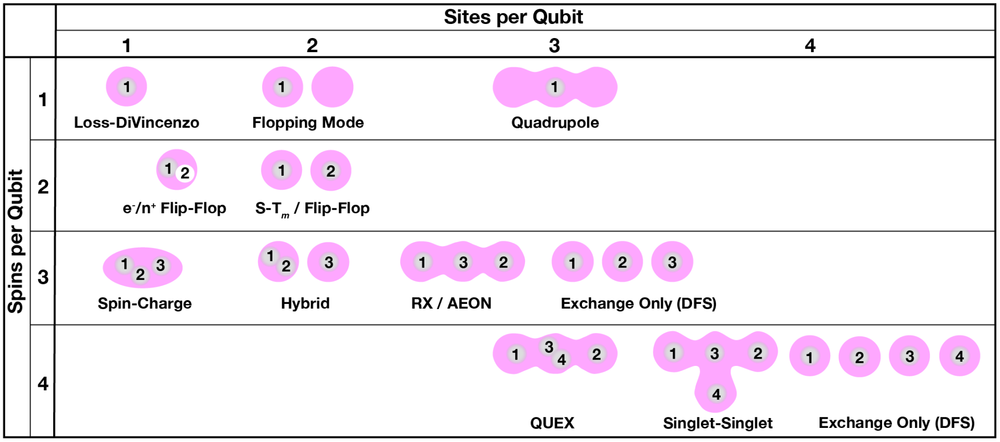 Sites per Qubit
1 2 3 4
Spins per Qubit
1
1 1 1
Loss-DiVincenzo Flopping Mode Quadrupole
2
1 2 1 2
e⁻/n⁺ Flip-Flop S-Tₘ / Flip-Flop
3
1 2 3 1 2 3 1 3 2 1 2 3
Spin-Charge Hybrid RX / AEON Exchange Only (DFS)
4
1 3 4 2 1 3 2 4 1 2 3 4
QUEX Singlet-Singlet Exchange Only (DFS)